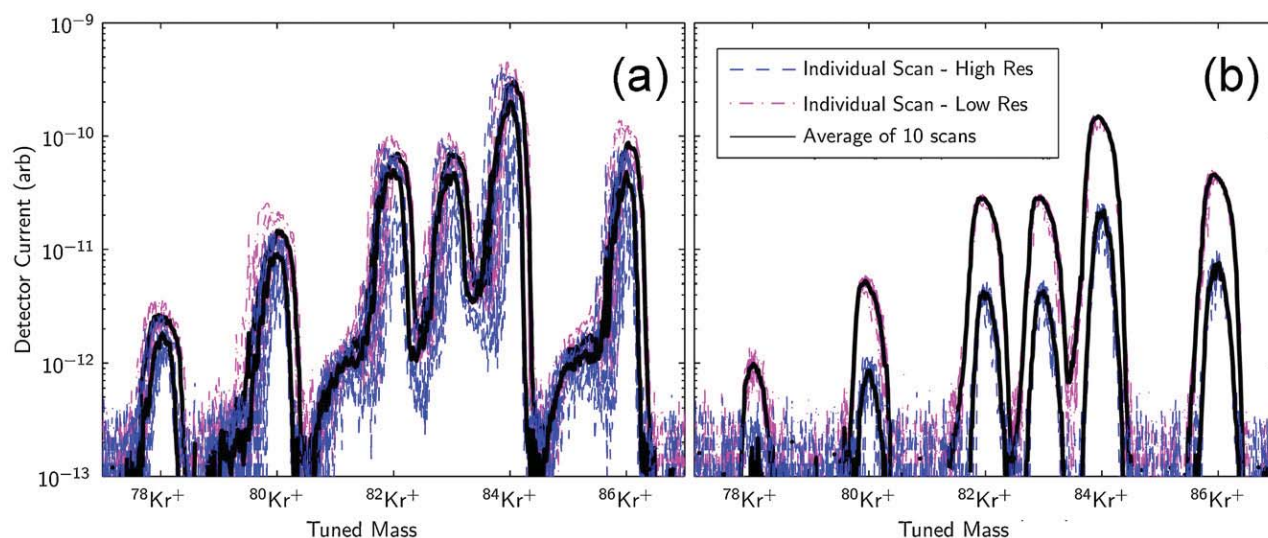 10⁻⁹
10⁻¹⁰
10⁻¹¹
10⁻¹²
10⁻¹³
Detector Current (arb)
(a)
⁷⁸Kr⁺ ⁸⁰Kr⁺ ⁸²Kr⁺ ⁸⁴Kr⁺ ⁸⁶Kr⁺
Tuned Mass
Individual Scan - High Res
Individual Scan - Low Res
Average of 10 scans
(b)
⁷⁸Kr⁺ ⁸⁰Kr⁺ ⁸²Kr⁺ ⁸⁴Kr⁺ ⁸⁶Kr⁺
Tuned Mass